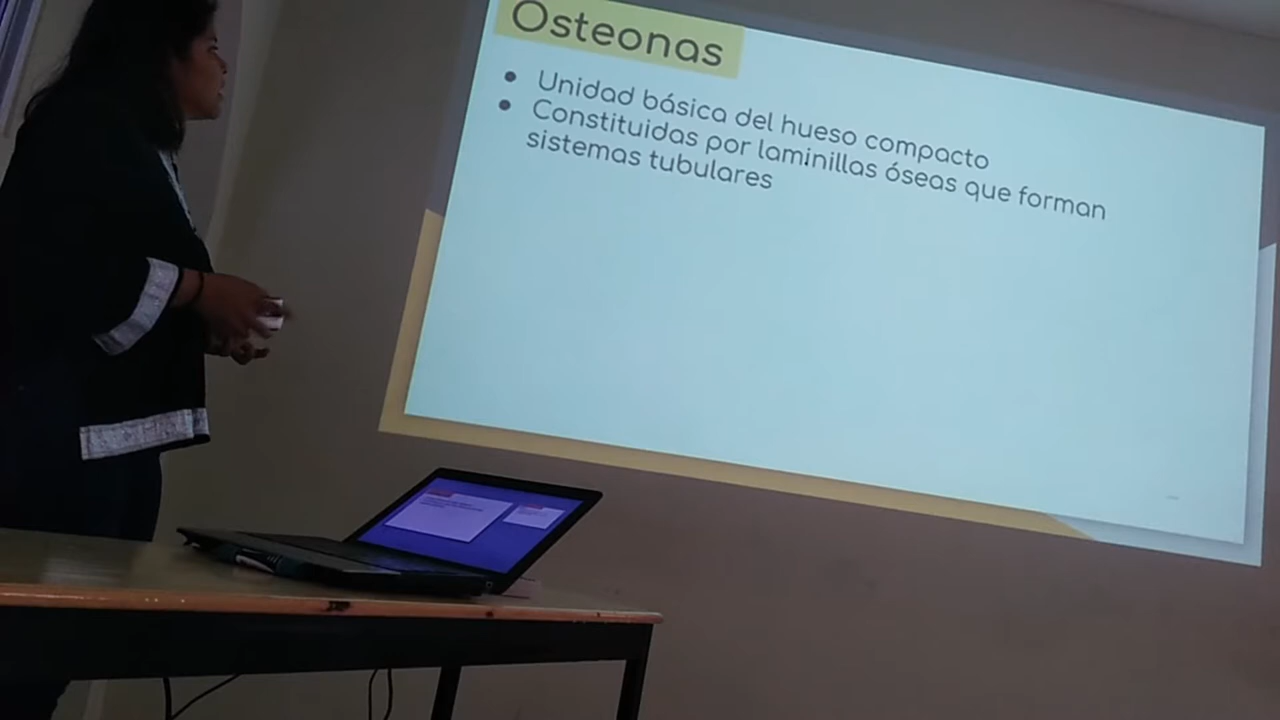 Osteonas
● Unidad básica del hueso compacto
● Constituidas por laminillas óseas que forman
sistemas tubulares